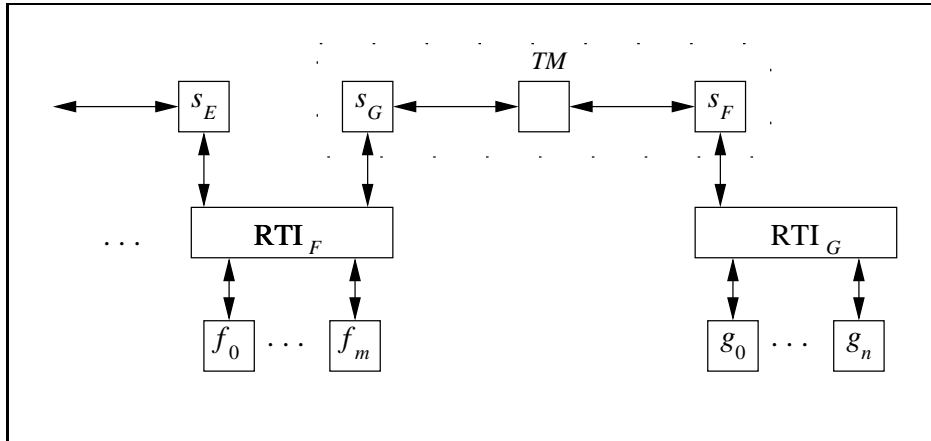 TM
s_E s_G s_F
. . . RTI_F RTI_G
f_0 . . . f_m g_0 . . . g_n